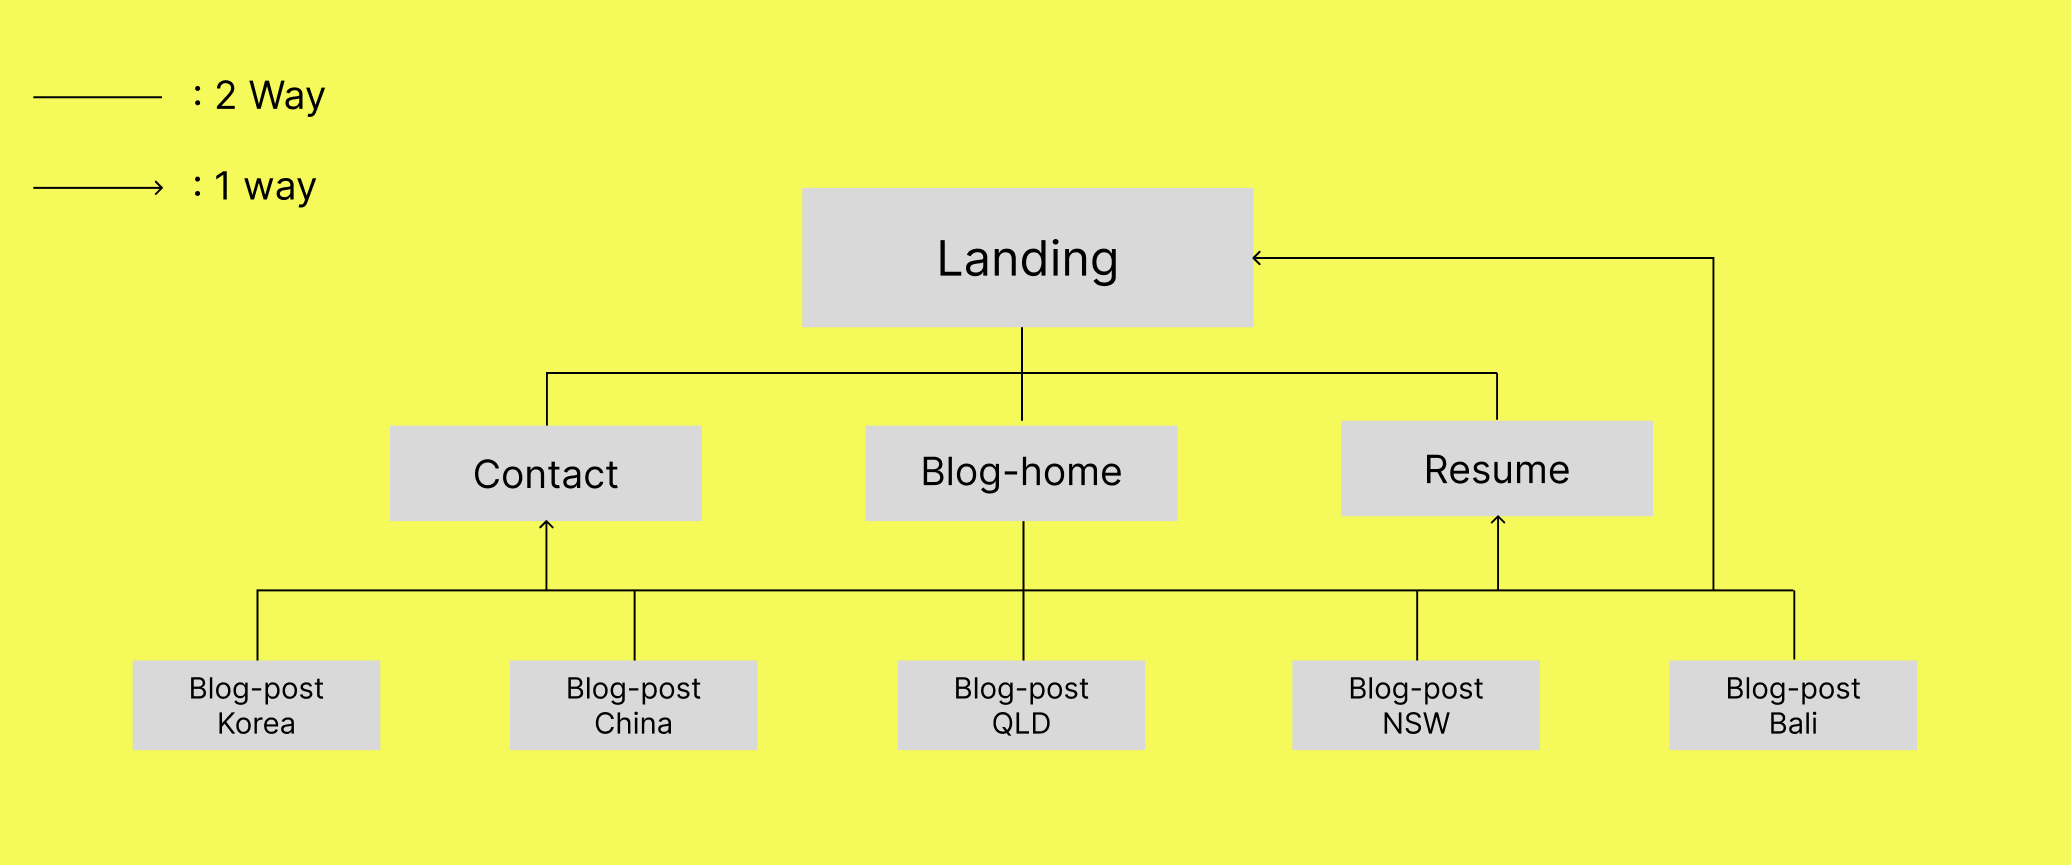 : 2 Way
: 1 way
Landing
Contact
Blog-home
Resume
Blog-post
Korea
Blog-post
China
Blog-post
QLD
Blog-post
NSW
Blog-post
Bali